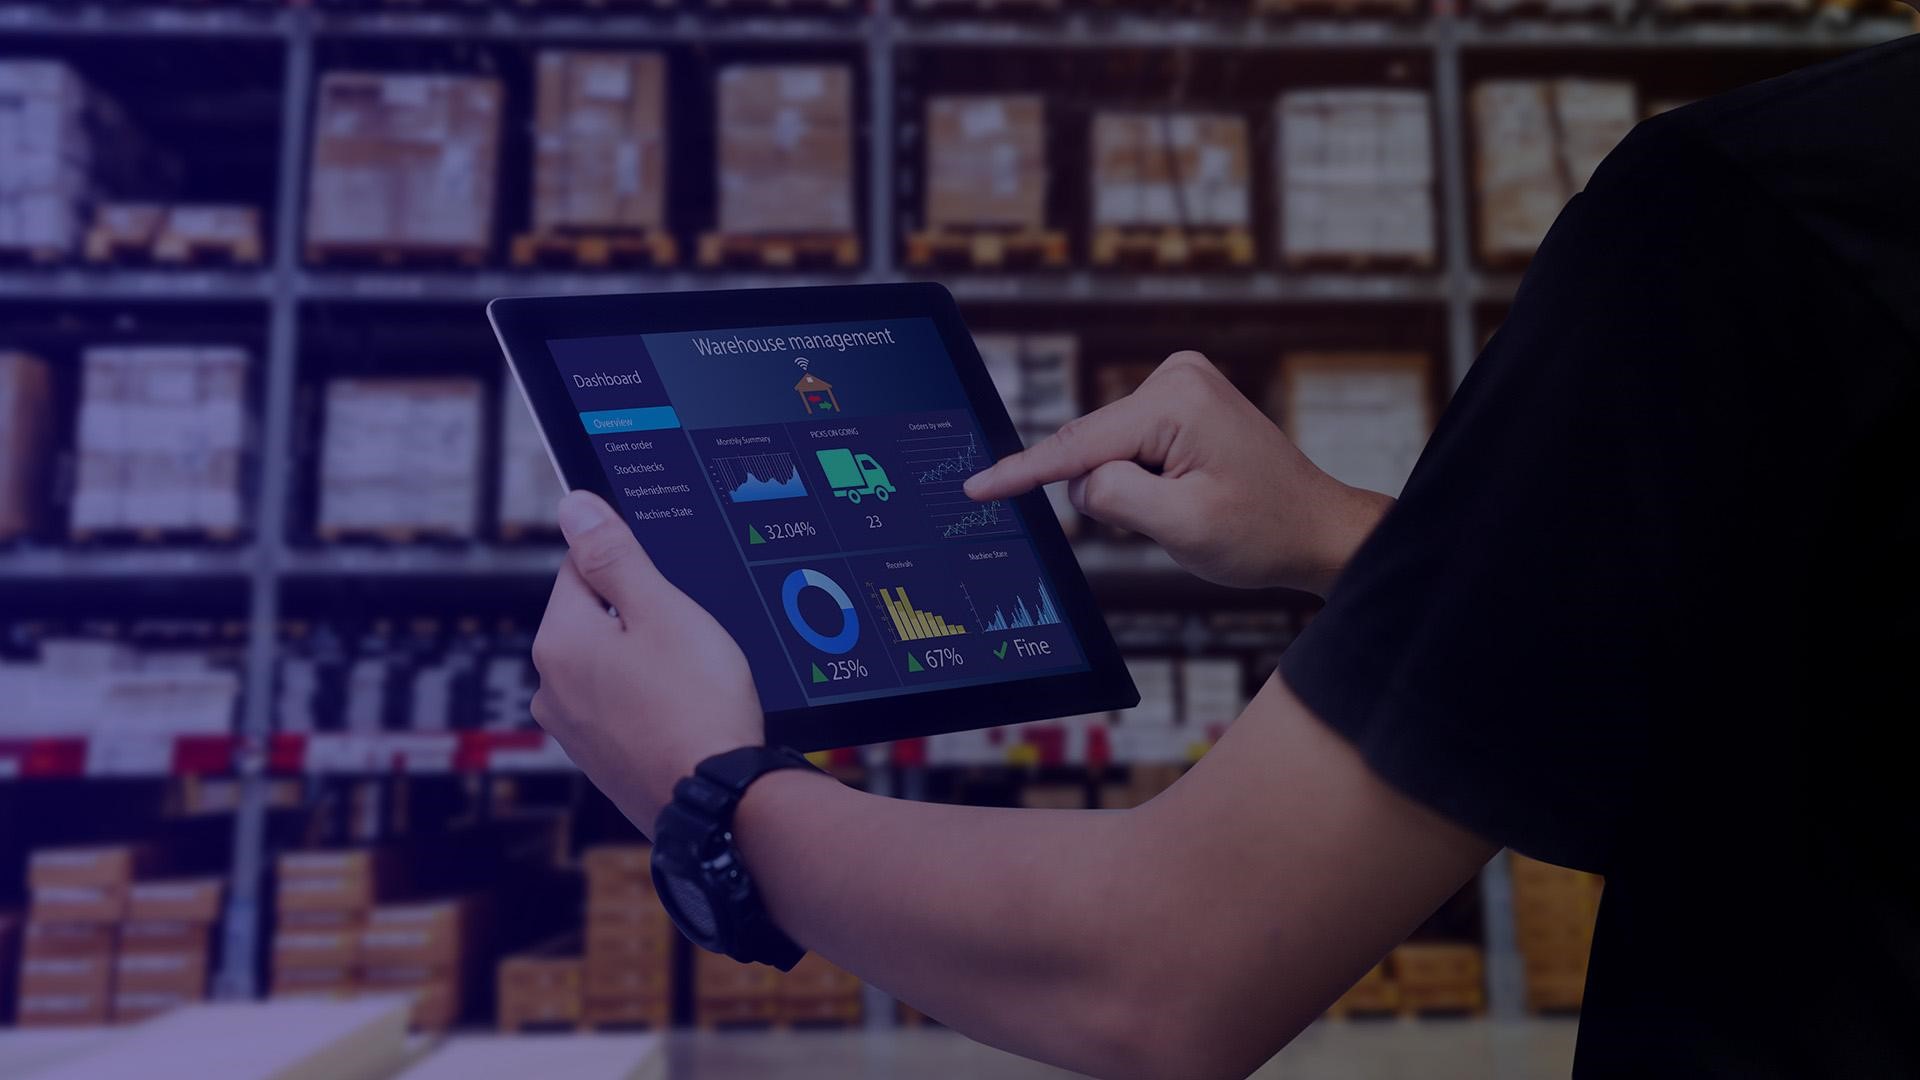 Warehouse management
Dashboard
Overview
Cilent order
Stockchecks
Replenishments
Machine State
Monthly Summary
PICKS ON GOING
Orders by week
32.04%
23
Receivals
Machine State
25%
67%
Fine